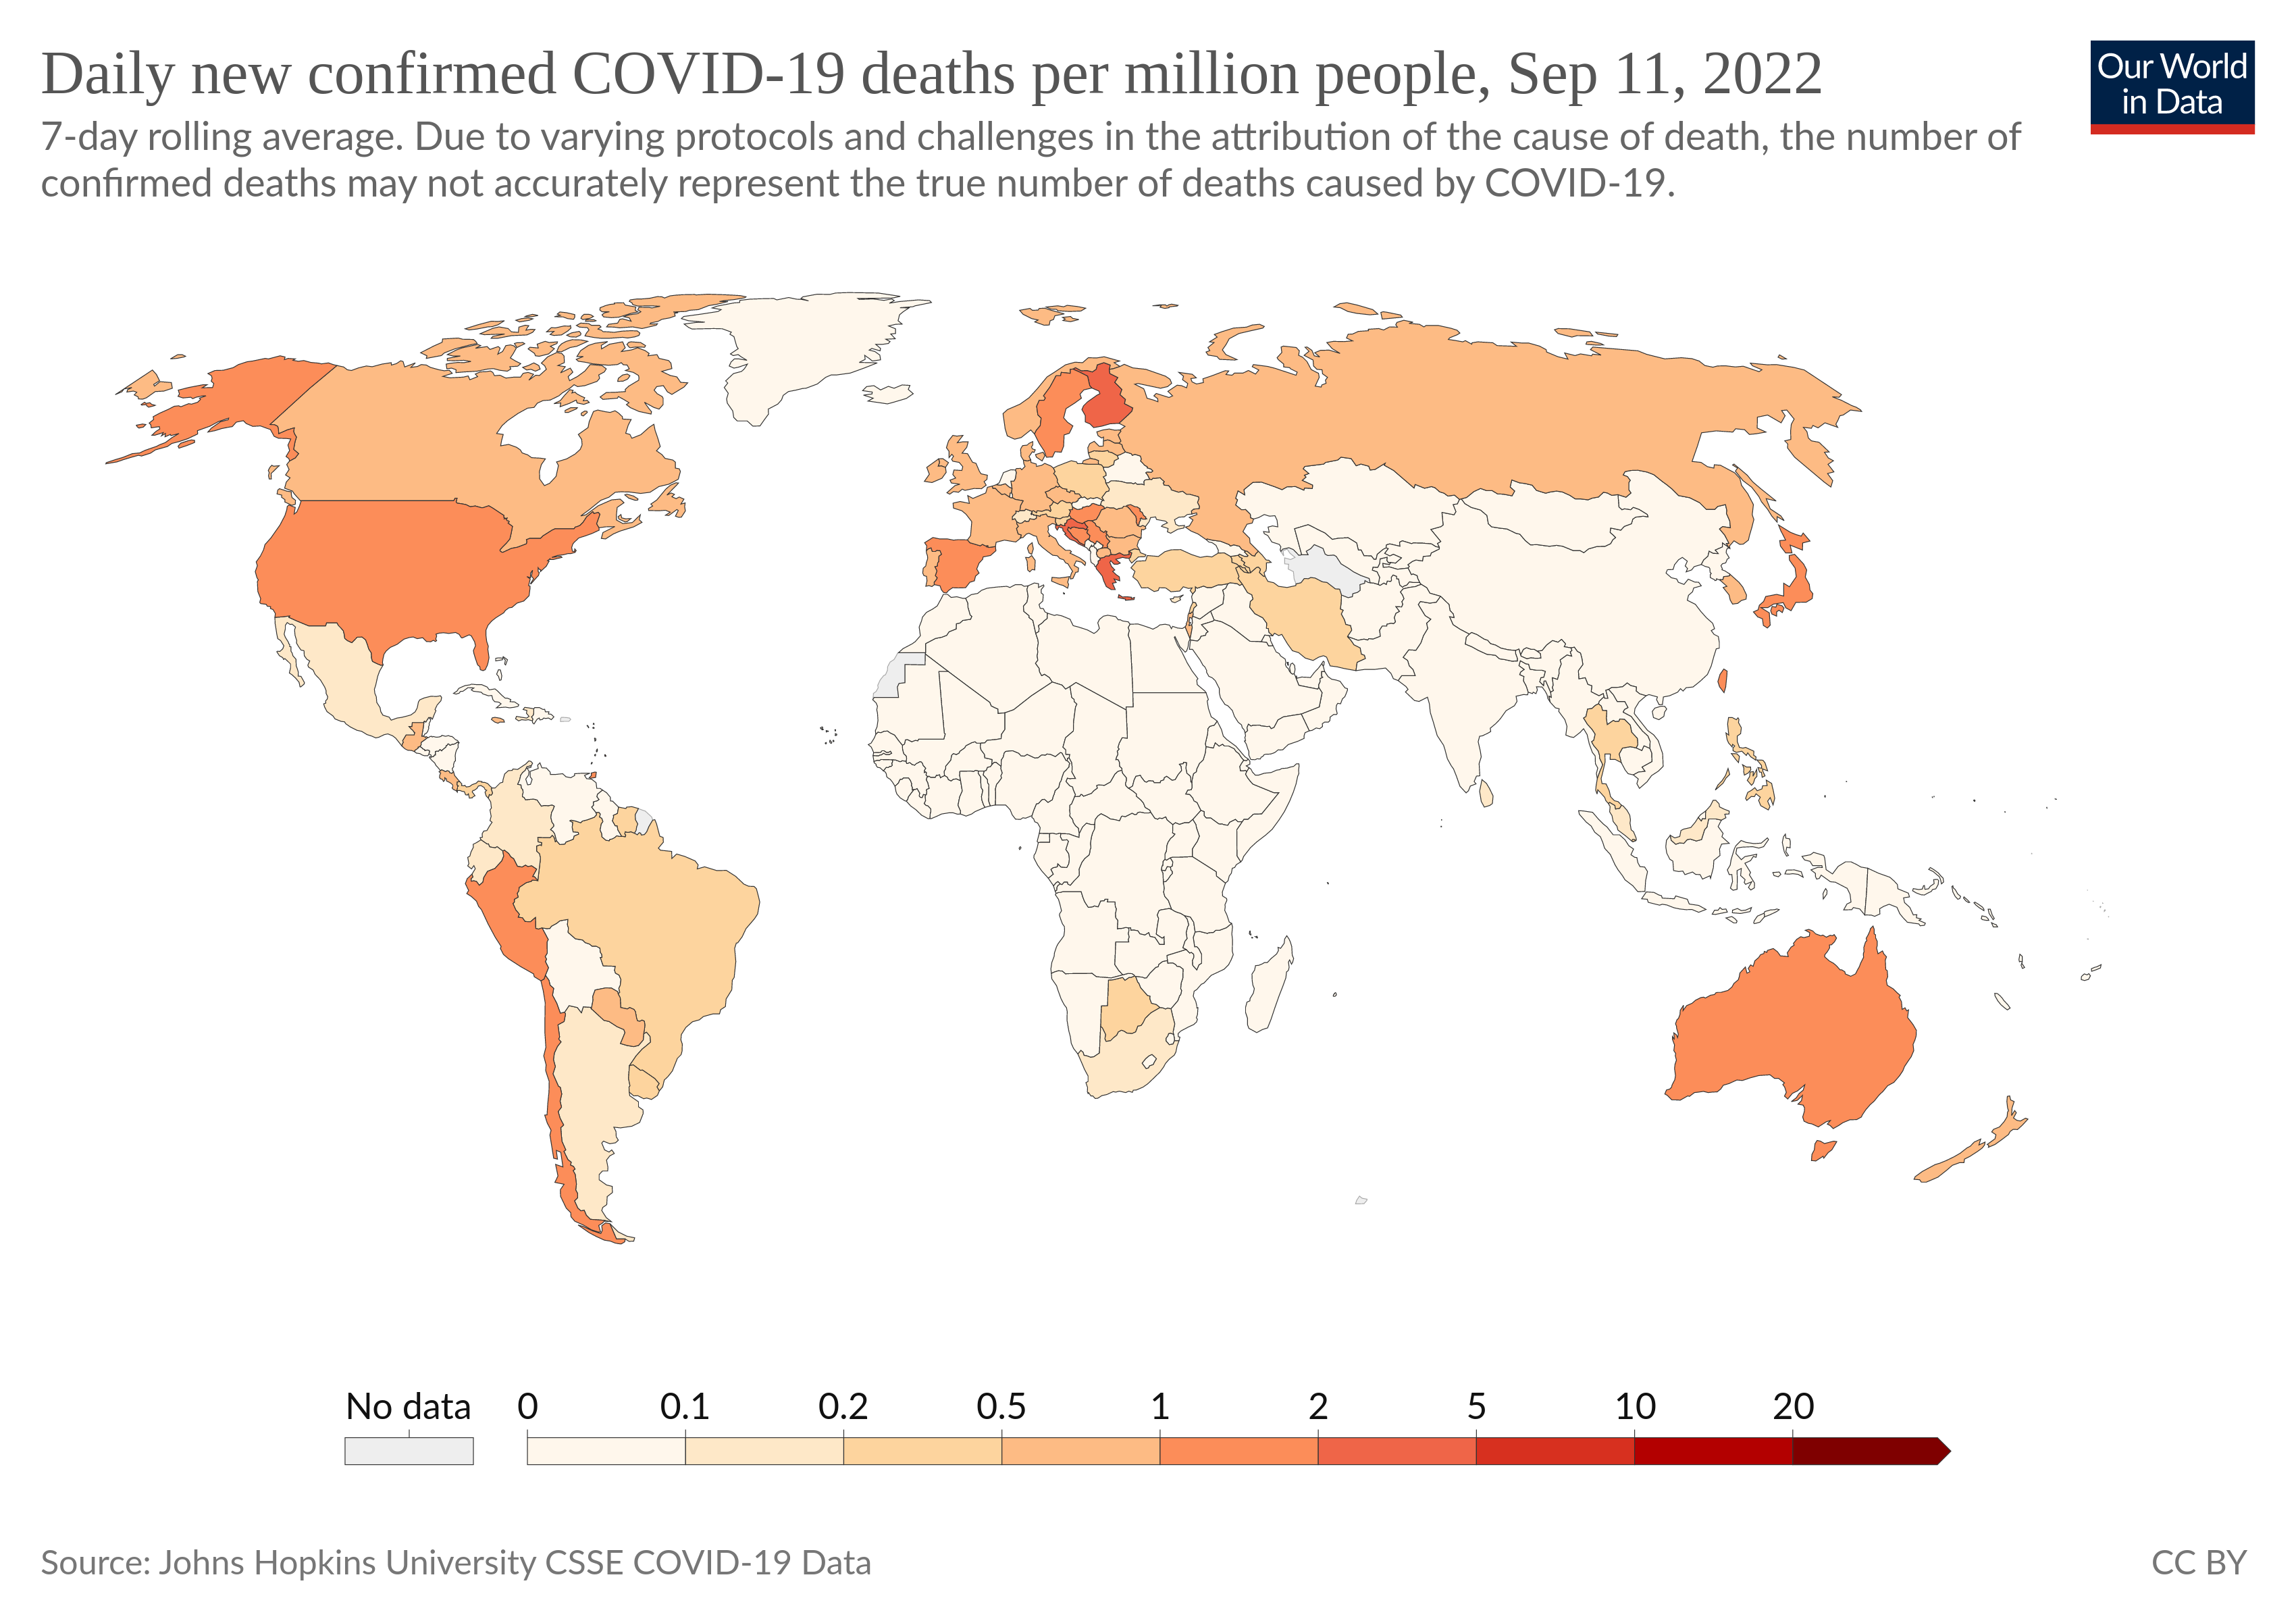 Daily new confirmed COVID-19 deaths per million people, Sep 11, 2022
Our World
in Data
7-day rolling average. Due to varying protocols and challenges in the attribution of the cause of death, the number of
confirmed deaths may not accurately represent the true number of deaths caused by COVID-19.
No data 0 0.1 0.2 0.5 1 2 5 10 20
Source: Johns Hopkins University CSSE COVID-19 Data
CC BY